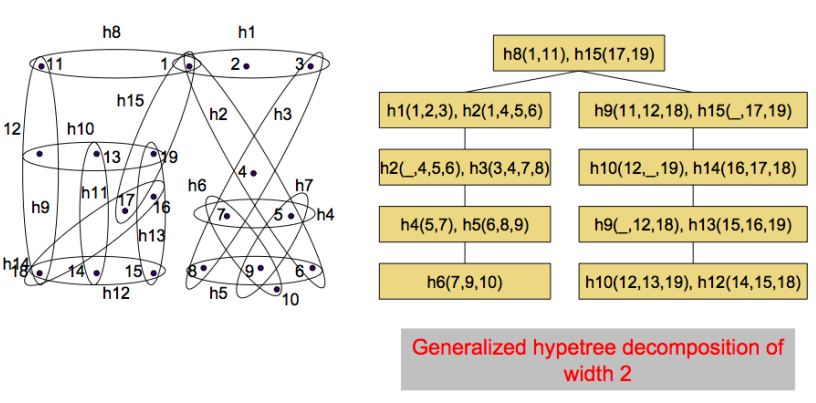 h8
h1
11
1
2
3
h15
h2
h3
12
h10
13
19
4
h11
h6
h7
17
16
h9
7
5
h4
h13
h14
18
14
15
8
9
6
h12
h5
10
h8(1,11), h15(17,19)
h1(1,2,3), h2(1,4,5,6)
h9(11,12,18), h15(_,17,19)
h2(_,4,5,6), h3(3,4,7,8)
h10(12,_,19), h14(16,17,18)
h4(5,7), h5(6,8,9)
h9(_,12,18), h13(15,16,19)
h6(7,9,10)
h10(12,13,19), h12(14,15,18)
Generalized hypetree decomposition of
width 2